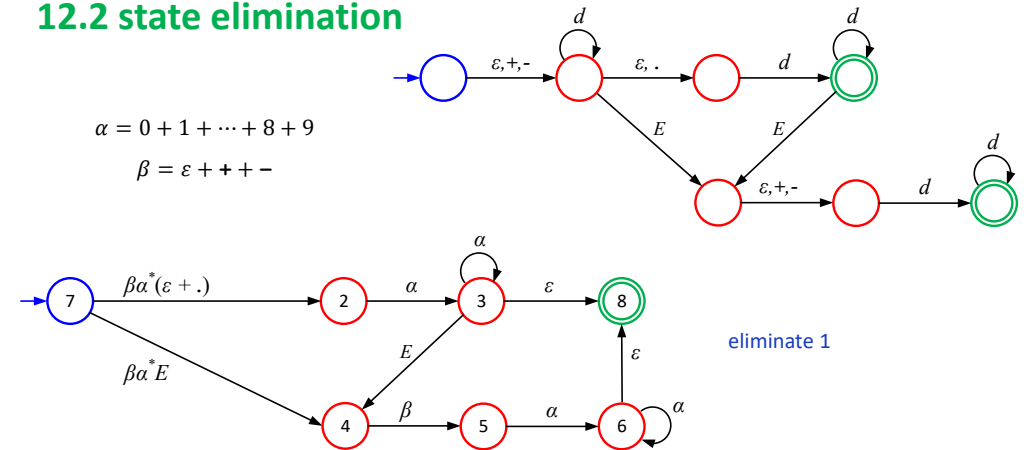 12.2 state elimination
d
d
ε,+,-
ε, .
d
α = 0 + 1 + ⋯ + 8 + 9
E
E
β = ε + + + −
d
ε,+,-
d
α
7
βα*(ε + .)
2
α
3
ε
8
eliminate 1
E
ε
βα*E
4
β
5
α
6
α